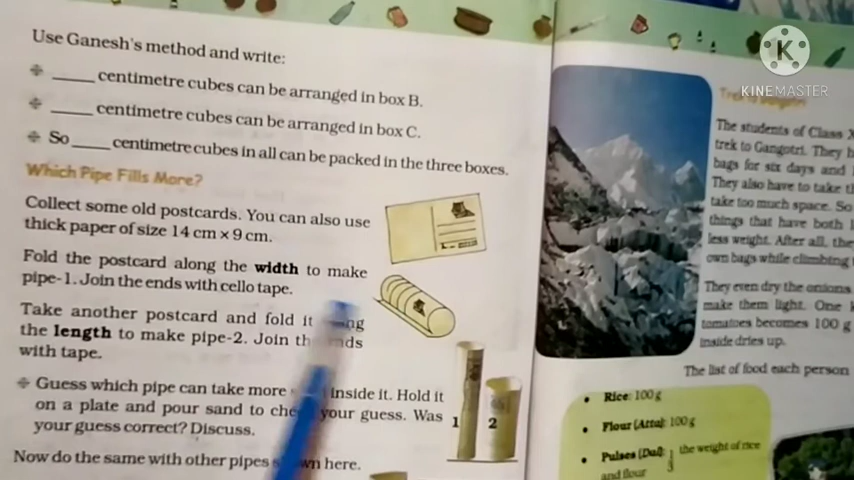 Use Ganesh's method and write:
_____ centimetre cubes can be arranged in box B.
_____ centimetre cubes can be arranged in box C.
So _____ centimetre cubes in all can be packed in the three boxes.
Which Pipe Fills More?
Collect some old postcards. You can also use
thick paper of size 14 cm × 9 cm.
Fold the postcard along the width to make
pipe-1. Join the ends with cello tape.
Take another postcard and fold it
the length to make pipe-2. Join
with tape.
Guess which pipe can take more inside it. Hold it
on a plate and pour sand to your guess. Was
your guess correct? Discuss.
1 2
Now do the same with other pipes here.
KINEMASTER
Trek to Gangotri
The students of Class
trek to Gangotri. They
bags for six days and
They also have to take
take too much space. So
things that have both
less weight. After all, the
own bags while climbing
They even dry the onions
make them light. One
tomatoes becomes 100 g
inside dries up.
The list of food each person
Rice: 100 g
Flour (Atta): 100 g
Pulses (Dal): 1/3 the weight of rice
and flour